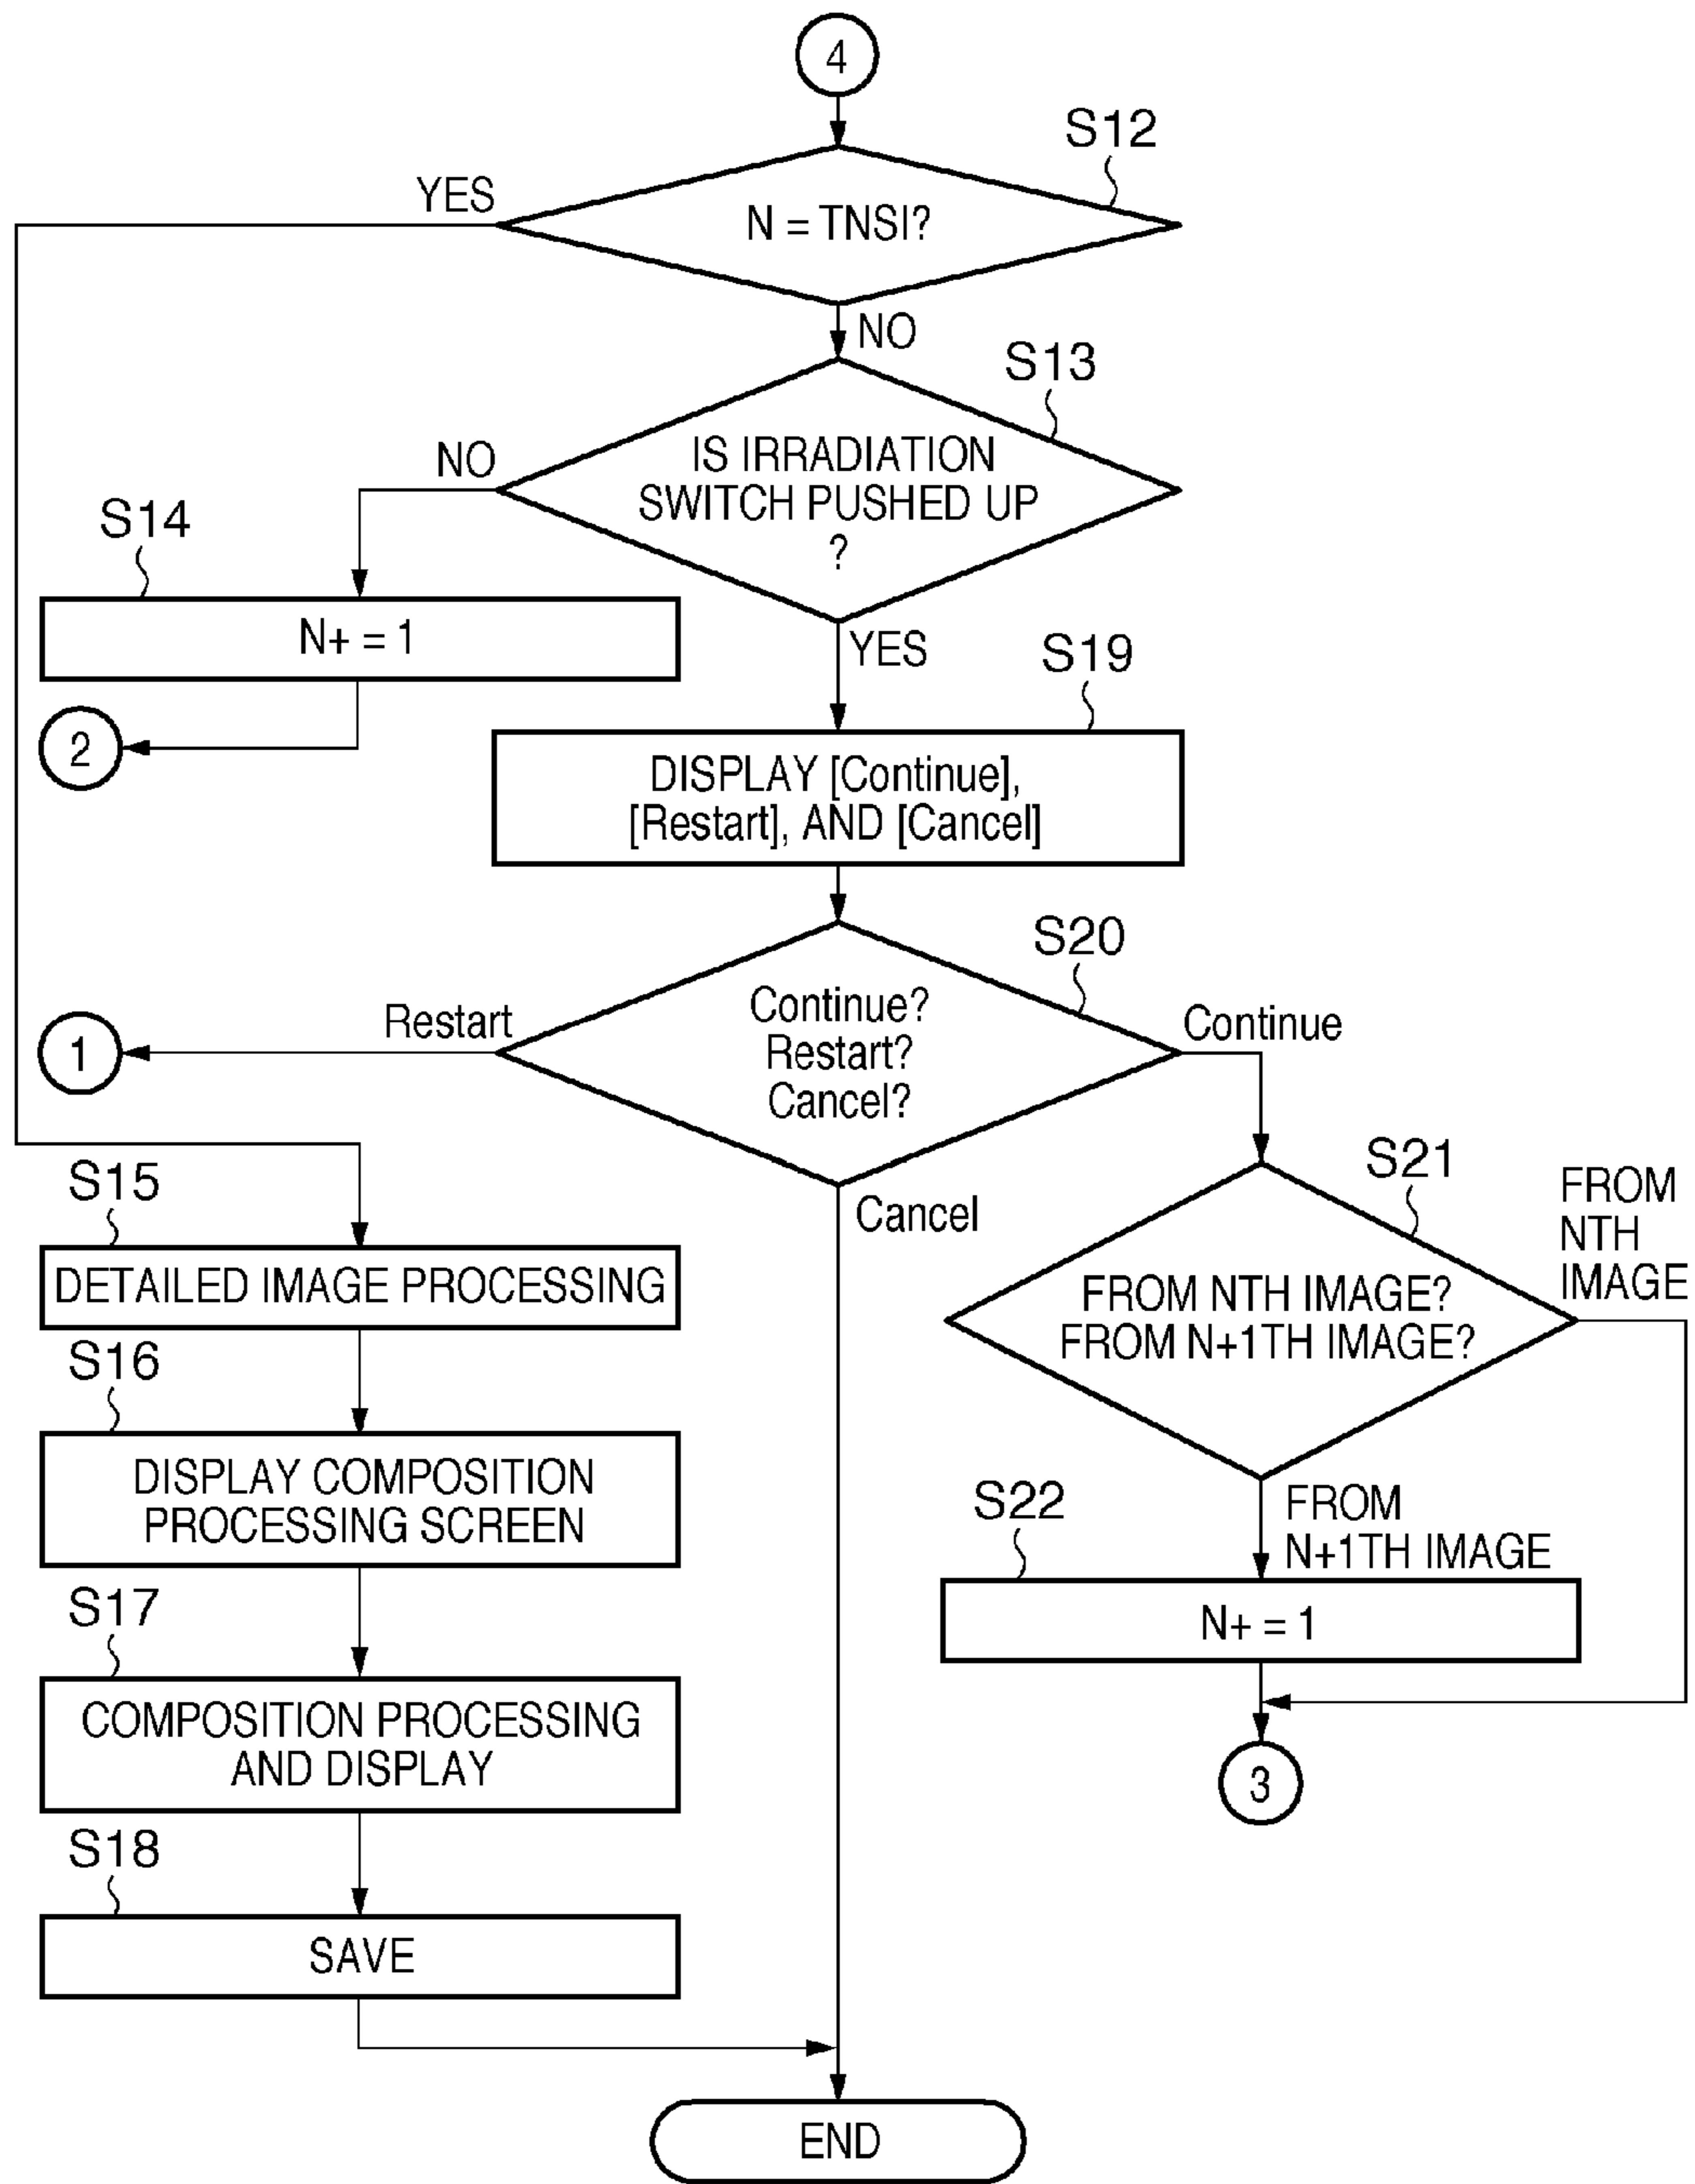 4
S12
YES
N = TNSI?
NO
S13
NO
IS IRRADIATION
SWITCH PUSHED UP
?
S14
N+ = 1
YES
S19
2
DISPLAY [Continue],
[Restart], AND [Cancel]
S20
Restart
Continue?
Restart?
Cancel?
Continue
1
S15
Cancel
S21
FROM
NTH
IMAGE
DETAILED IMAGE PROCESSING
FROM NTH IMAGE?
FROM N+1TH IMAGE?
S16
DISPLAY COMPOSITION
PROCESSING SCREEN
S22
FROM
N+1TH IMAGE
S17
N+ = 1
COMPOSITION PROCESSING
AND DISPLAY
3
S18
SAVE
END